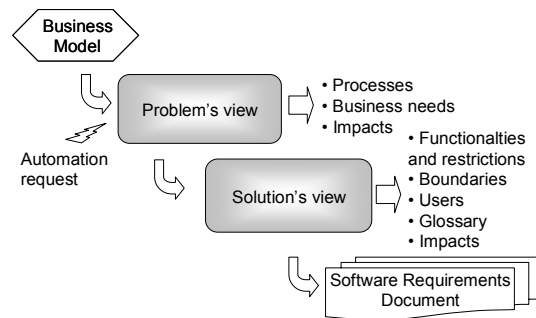 Business
Model
Problem's view
• Processes
• Business needs
• Impacts
Automation
request
Solution's view
• Functionalties
and restrictions
• Boundaries
• Users
• Glossary
• Impacts
Software Requirements
Document